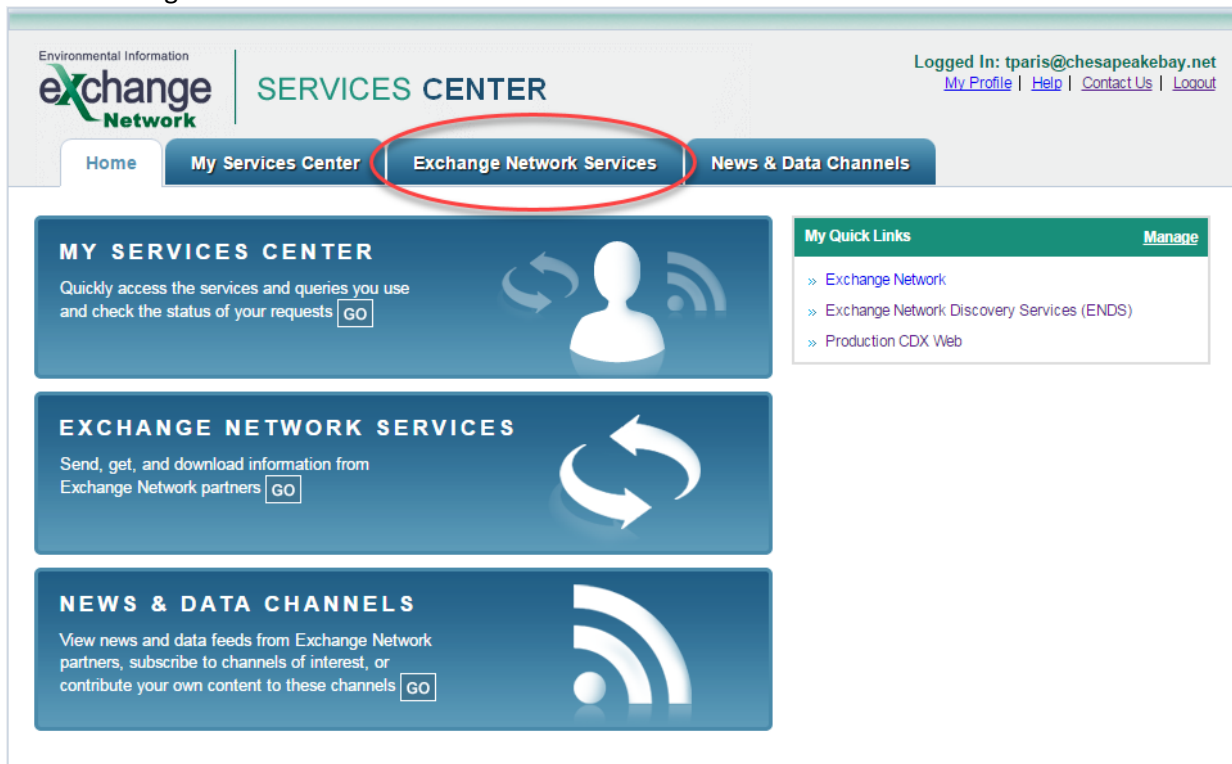 Environmental Information
exchange
Network
SERVICES CENTER
Logged In: tparis@chesapeakebay.net
My Profile | Help | Contact Us | Logout
Home
My Services Center
Exchange Network Services
News & Data Channels
MY SERVICES CENTER
Quickly access the services and queries you use
and check the status of your requests GO
EXCHANGE NETWORK SERVICES
Send, get, and download information from
Exchange Network partners GO
NEWS & DATA CHANNELS
View news and data feeds from Exchange Network
partners, subscribe to channels of interest, or
contribute your own content to these channels GO
My Quick Links
Manage
» Exchange Network
» Exchange Network Discovery Services (ENDS)
» Production CDX Web